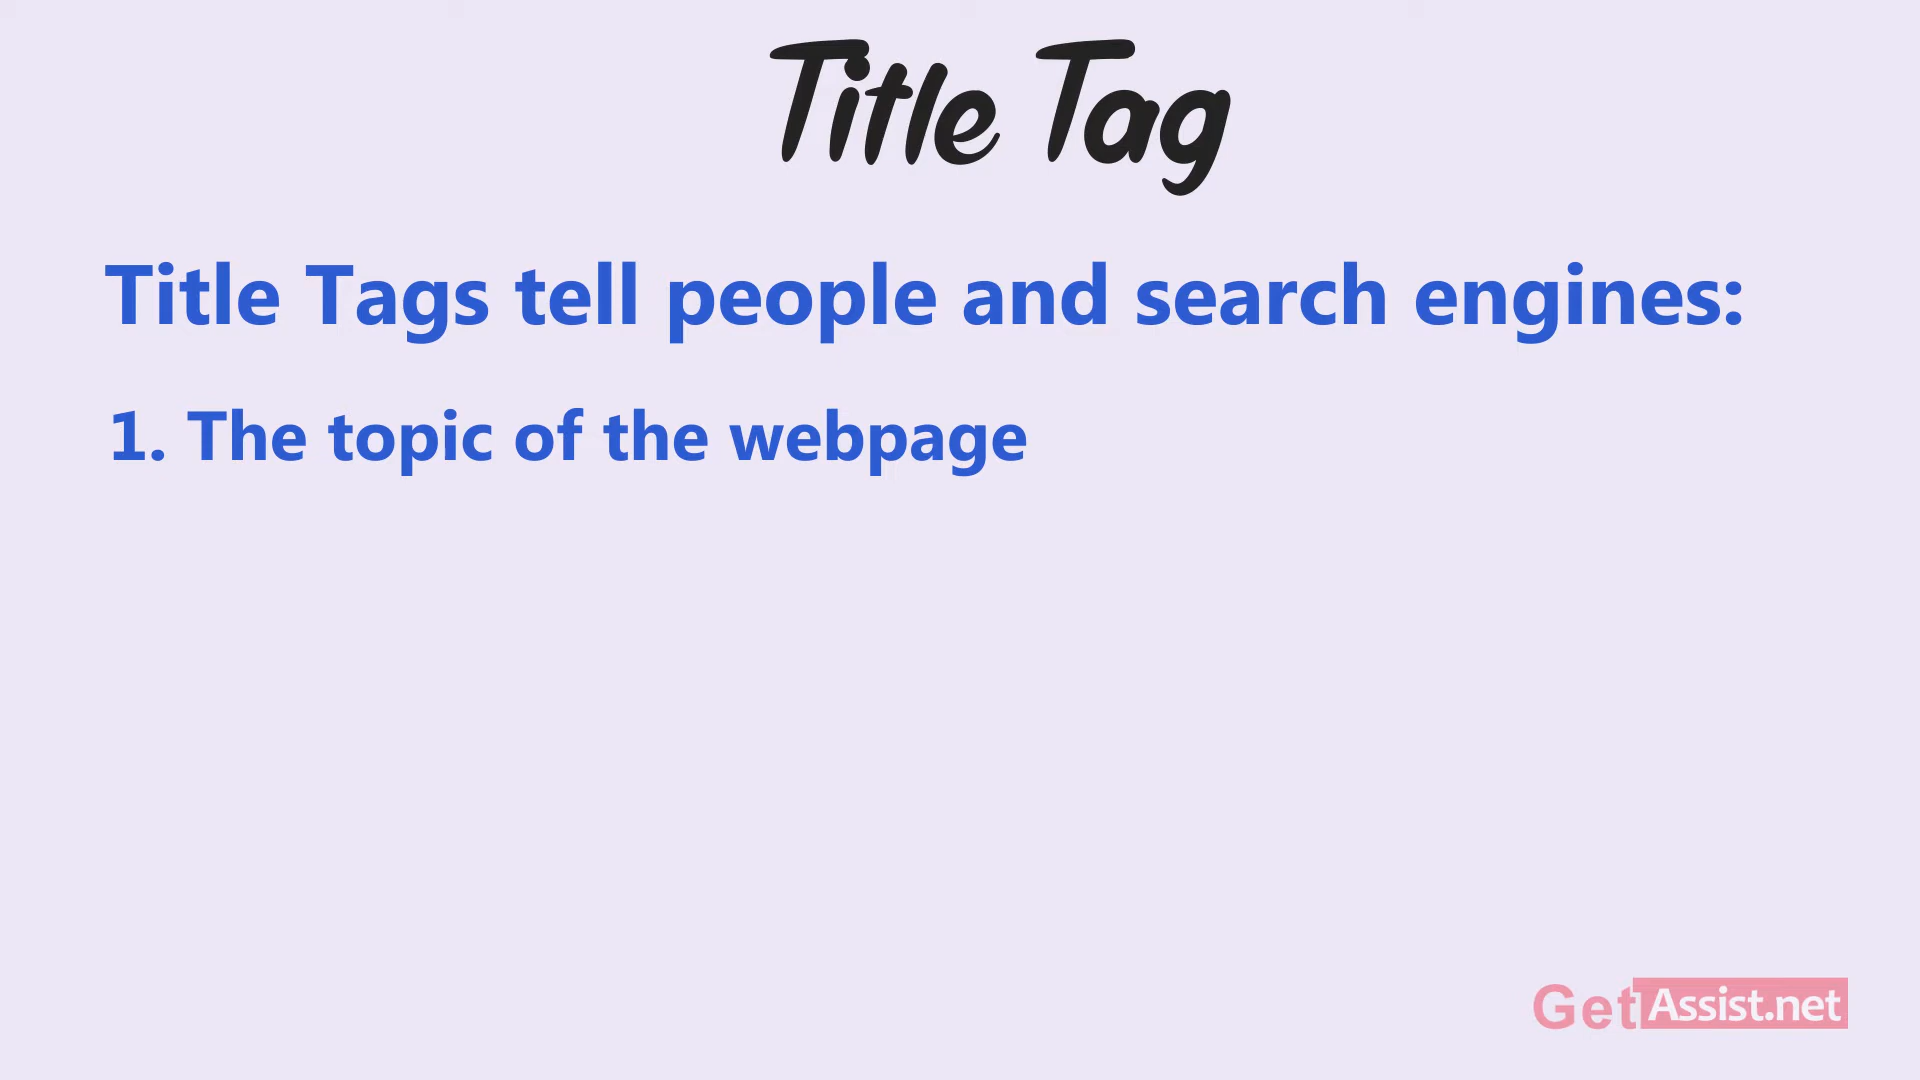 Title Tag
Title Tags tell people and search engines:
1. The topic of the webpage
GetAssist.net